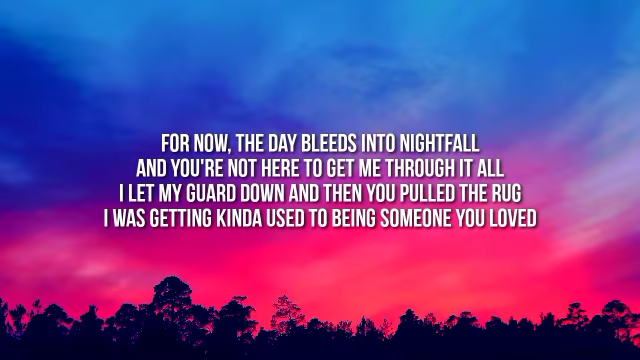 FOR NOW, THE DAY BLEEDS INTO NIGHTFALL
AND YOU'RE NOT HERE TO GET ME THROUGH IT ALL
I LET MY GUARD DOWN AND THEN YOU PULLED THE RUG
I WAS GETTING KINDA USED TO BEING SOMEONE YOU LOVED